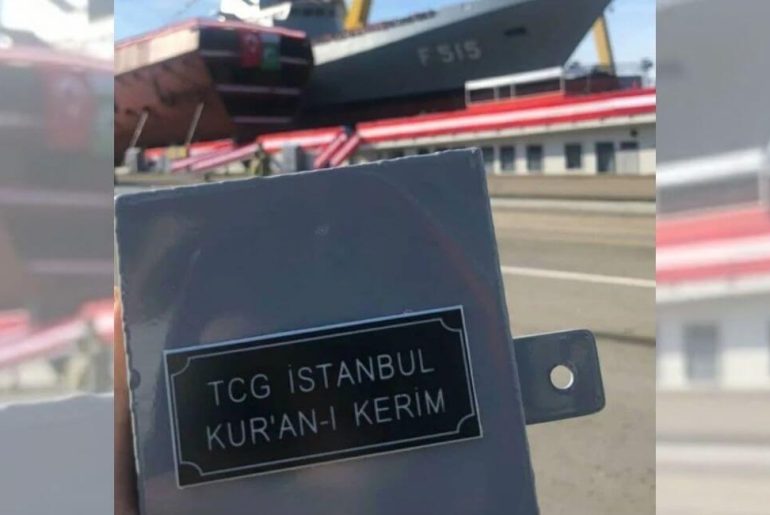 F 515
TCG İSTANBUL
KUR'AN-I KERİM